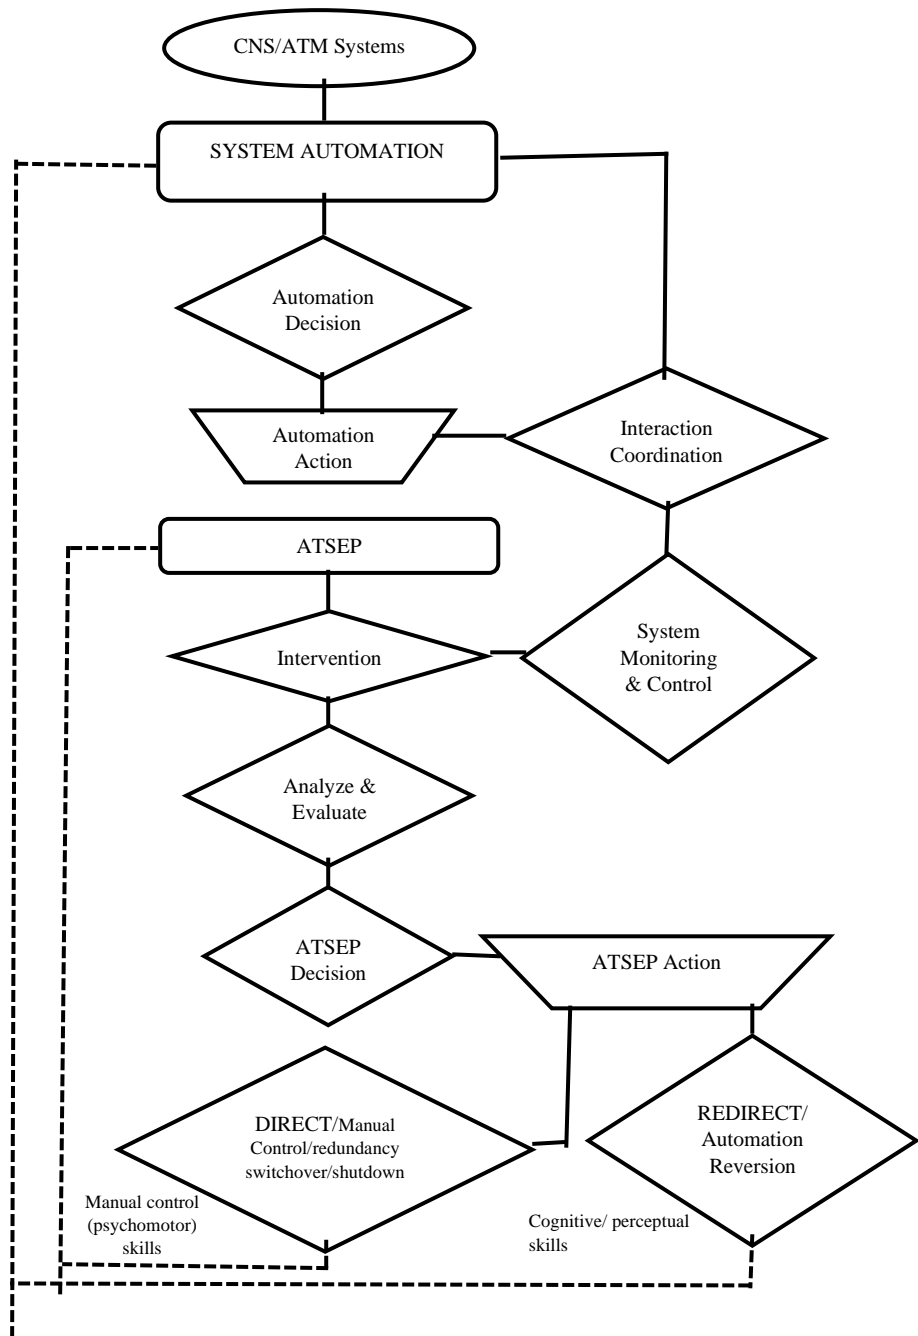 CNS/ATM Systems
SYSTEM AUTOMATION
Automation
Decision
Automation
Action
Interaction
Coordination
ATSEP
Intervention
System
Monitoring
& Control
Analyze &
Evaluate
ATSEP
Decision
ATSEP Action
DIRECT/Manual
Control/redundancy
switchover/shutdown
REDIRECT/
Automation
Reversion
Manual control
(psychomotor)
skills
Cognitive/ perceptual
skills